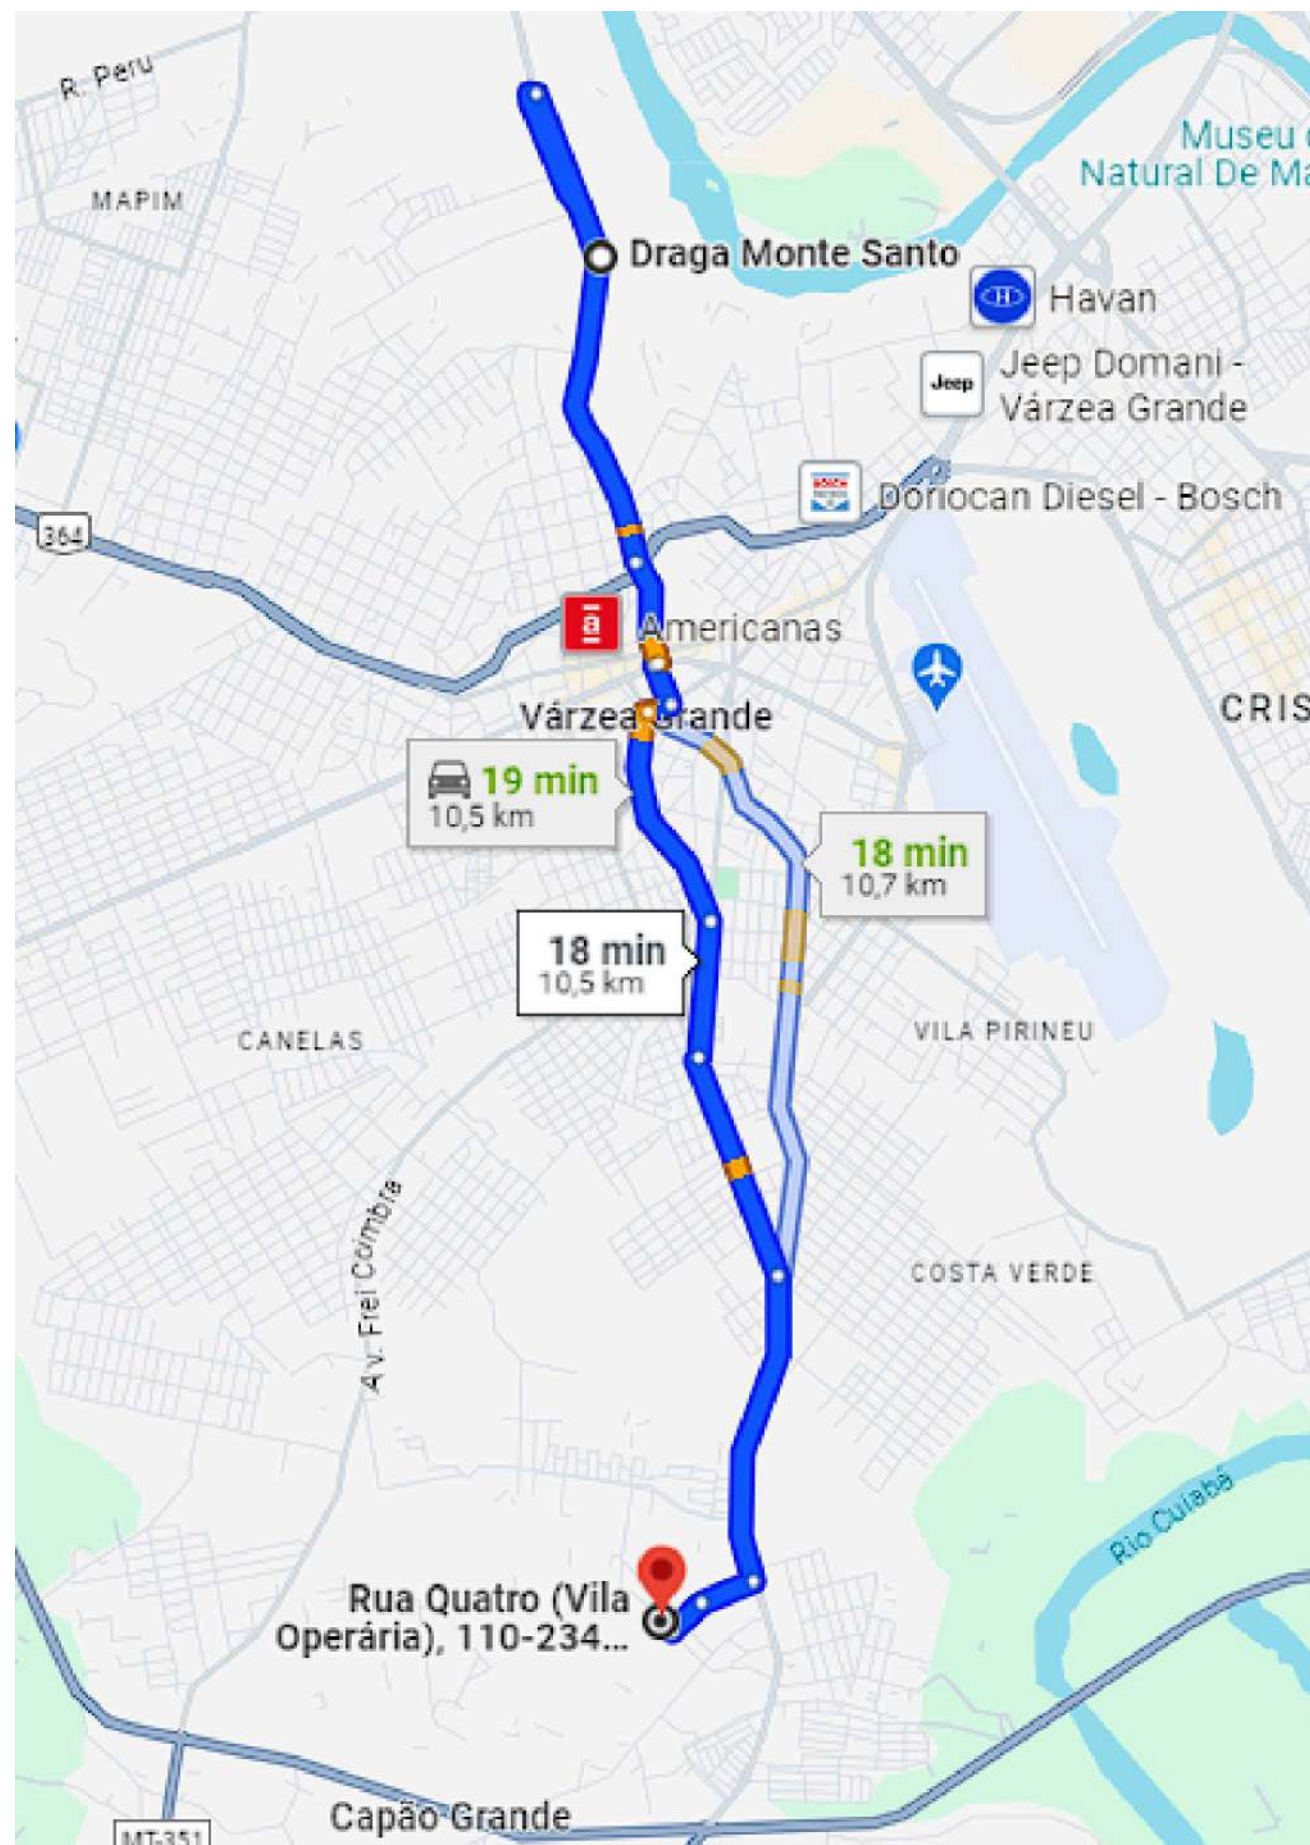 R. Peru
Museu
Natural De
MAPIM
Draga Monte Santo
Havan
Jeep
Jeep Domani -
Várzea Grande
BOSCH
Doriocan Diesel - Bosch
364
a
Americanas
CRIS
Várzea Grande
19 min
10,5 km
18 min
10,7 km
18 min
10,5 km
CANELAS
VILA PIRINEU
Av. Frei Coimbra
COSTA VERDE
Rio Cuiabá
Rua Quatro (Vila
Operária), 110-234...
Capão Grande
MT-351